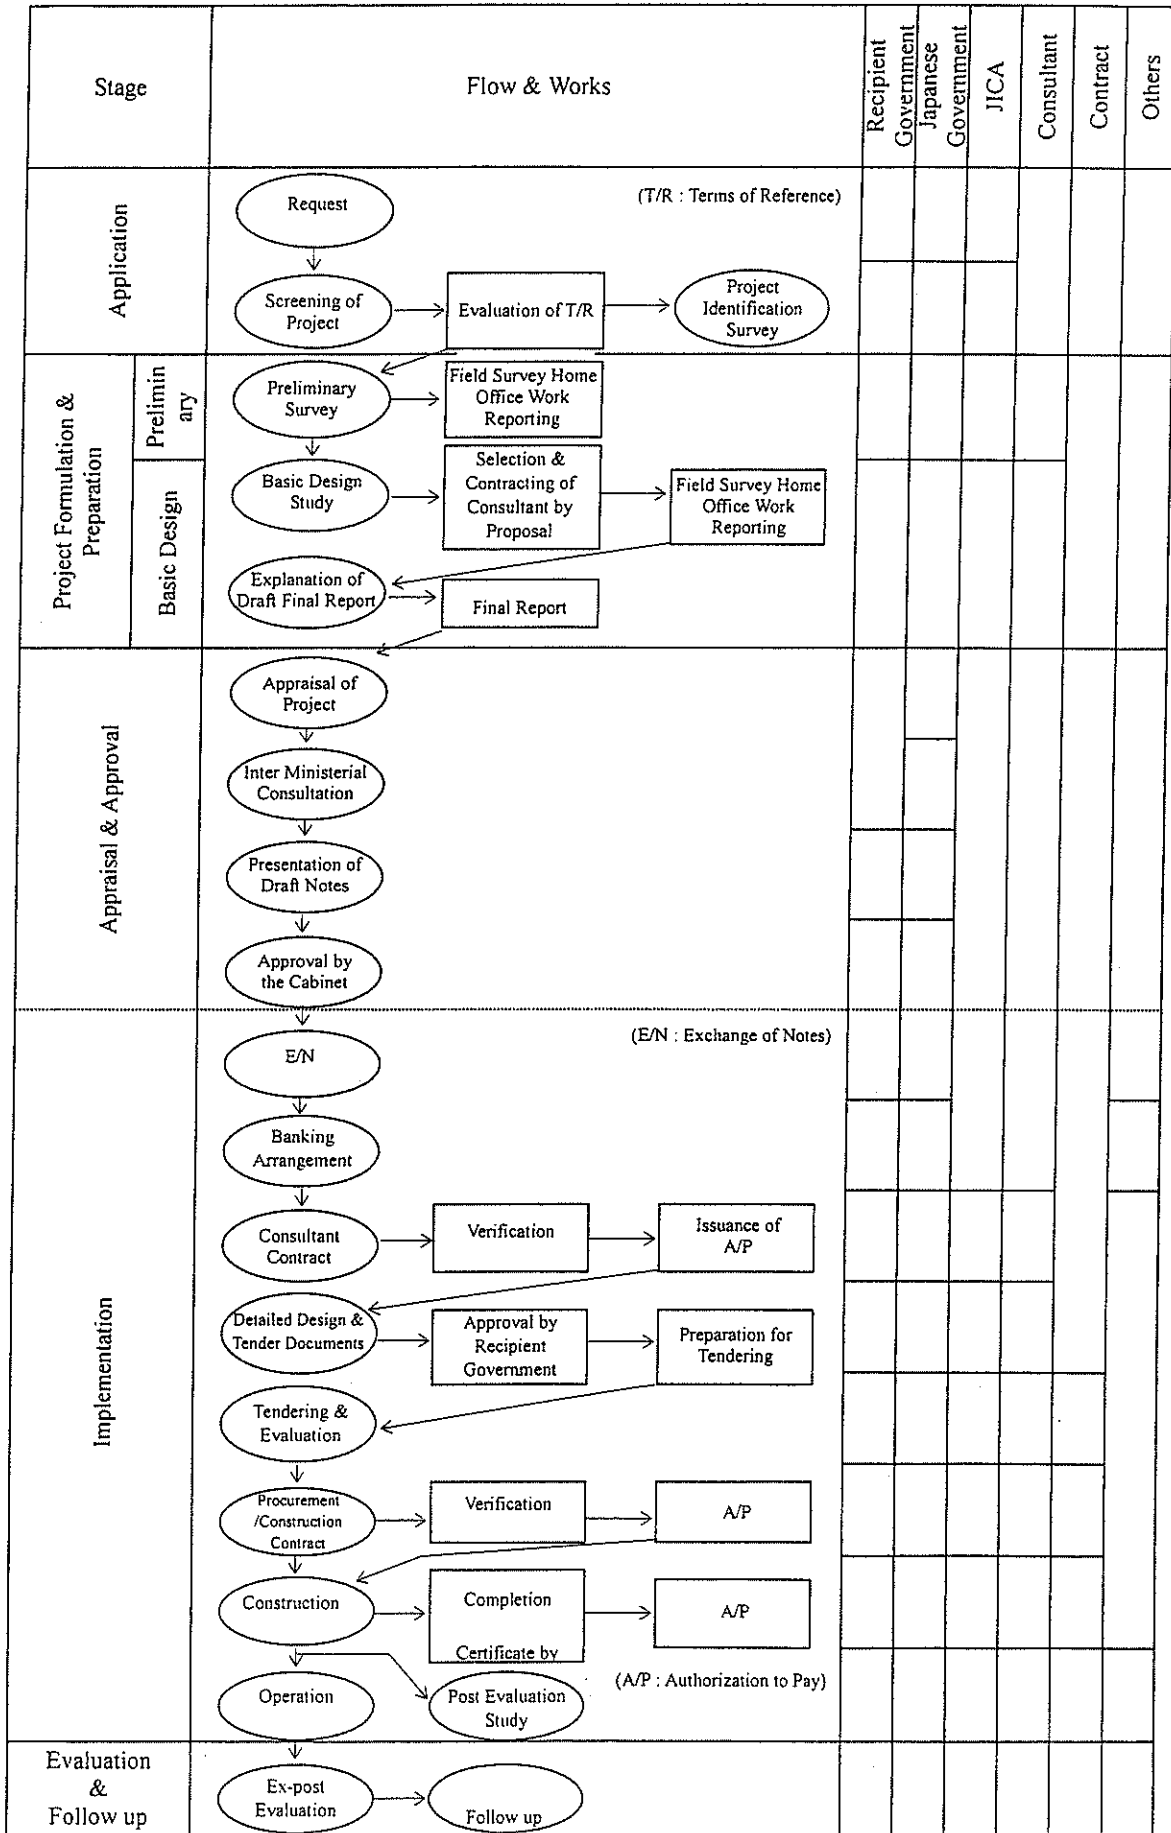 Stage
Flow & Works
Recipient
Government
Japanese
Government
JICA
Consultant
Contract
Others
Application
Request
(T/R : Terms of Reference)
Screening of
Project
Evaluation of T/R
Project
Identification
Survey
Project Formulation &
Preparation
Prelimin
ary
Preliminary
Survey
Field Survey Home
Office Work
Reporting
Basic Design
Basic Design
Study
Selection &
Contracting of
Consultant by
Proposal
Field Survey Home
Office Work
Reporting
Explanation of
Draft Final Report
Final Report
Appraisal & Approval
Appraisal of
Project
Inter Ministerial
Consultation
Presentation of
Draft Notes
Approval by
the Cabinet
Implementation
E/N
(E/N : Exchange of Notes)
Banking
Arrangement
Consultant
Contract
Verification
Issuance of
A/P
Detailed Design &
Tender Documents
Approval by
Recipient
Government
Preparation for
Tendering
Tendering &
Evaluation
Procurement
/Construction
Contract
Verification
A/P
Construction
Completion
Certificate by
A/P
(A/P : Authorization to Pay)
Operation
Post Evaluation
Study
Evaluation
&
Follow up
Ex-post
Evaluation
Follow up